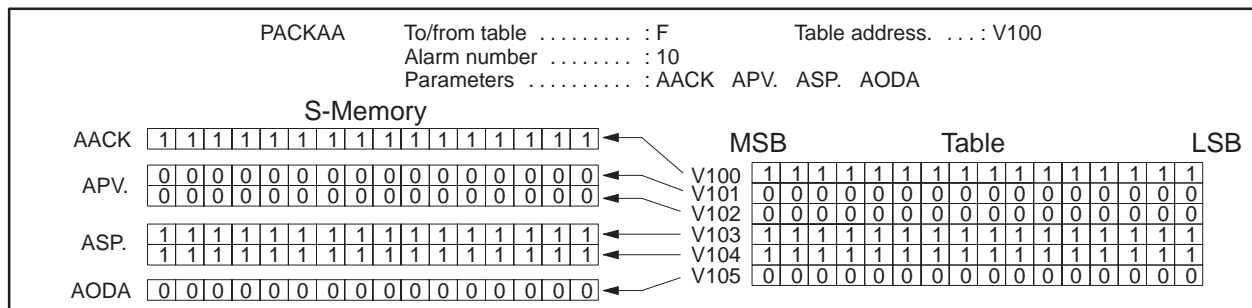 PACKAA To/from table . . . . . . . . . : F Table address. . . . : V100
Alarm number . . . . . . . . : 10
Parameters . . . . . . . . . . : AACK APV. ASP. AODA
S-Memory
MSB Table LSB
AACK 1 1 1 1 1 1 1 1 1 1 1 1 1 1 1 1
V100 1 1 1 1 1 1 1 1 1 1 1 1 1 1 1 1
APV. 0 0 0 0 0 0 0 0 0 0 0 0 0 0 0 0
0 0 0 0 0 0 0 0 0 0 0 0 0 0 0 0
V101 0 0 0 0 0 0 0 0 0 0 0 0 0 0 0 0
V102 0 0 0 0 0 0 0 0 0 0 0 0 0 0 0 0
ASP. 1 1 1 1 1 1 1 1 1 1 1 1 1 1 1 1
1 1 1 1 1 1 1 1 1 1 1 1 1 1 1 1
V103 1 1 1 1 1 1 1 1 1 1 1 1 1 1 1 1
V104 1 1 1 1 1 1 1 1 1 1 1 1 1 1 1 1
AODA 0 0 0 0 0 0 0 0 0 0 0 0 0 0 0 0
V105 0 0 0 0 0 0 0 0 0 0 0 0 0 0 0 0